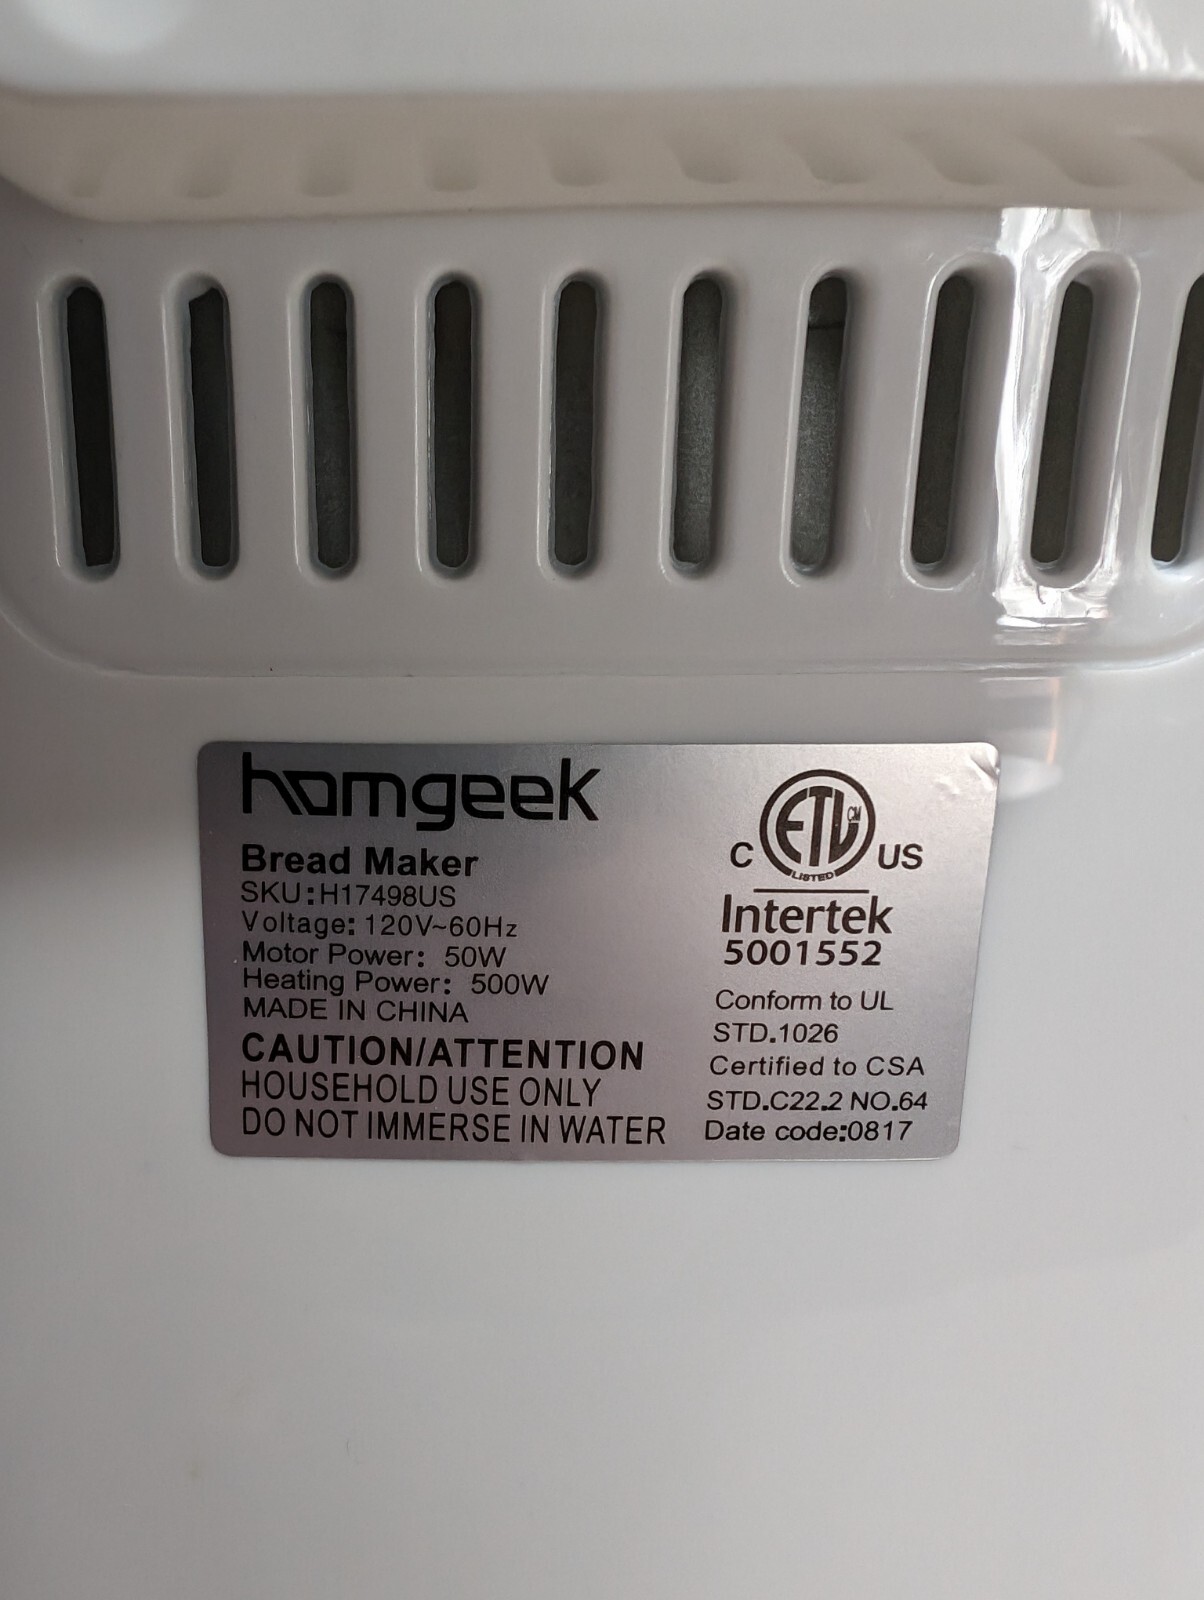 homgeek
Bread Maker
SKU:H17498US
Voltage: 120V~60Hz
Motor Power: 50W
Heating Power: 500W
MADE IN CHINA
CAUTION/ATTENTION
HOUSEHOLD USE ONLY
DO NOT IMMERSE IN WATER
C ETL CM US
LISTED
Intertek
5001552
Conform to UL
STD.1026
Certified to CSA
STD.C22.2 NO.64
Date code:0817